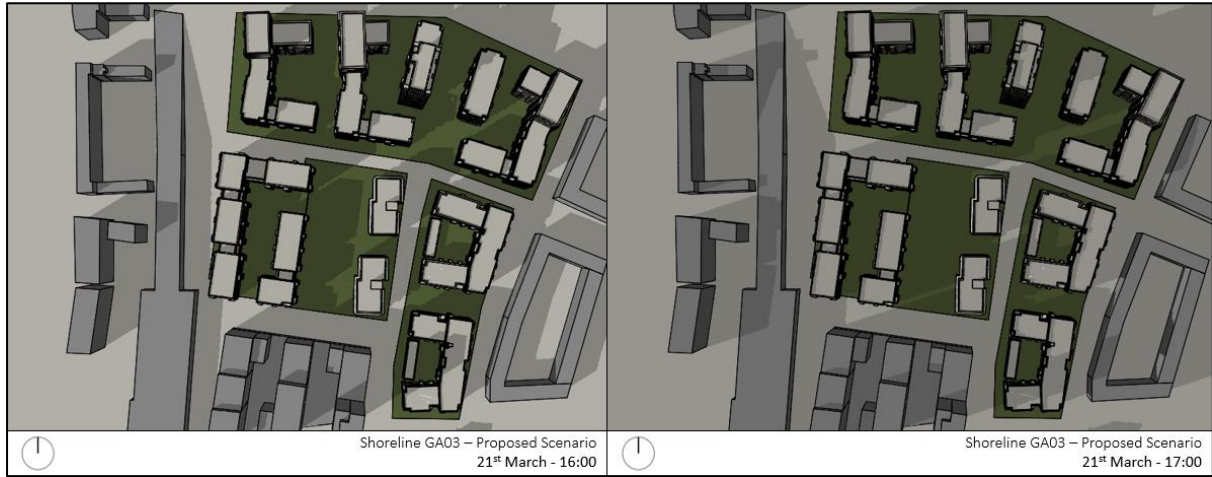 Shoreline GA03 – Proposed Scenario
21st March - 16:00
Shoreline GA03 – Proposed Scenario
21st March - 17:00